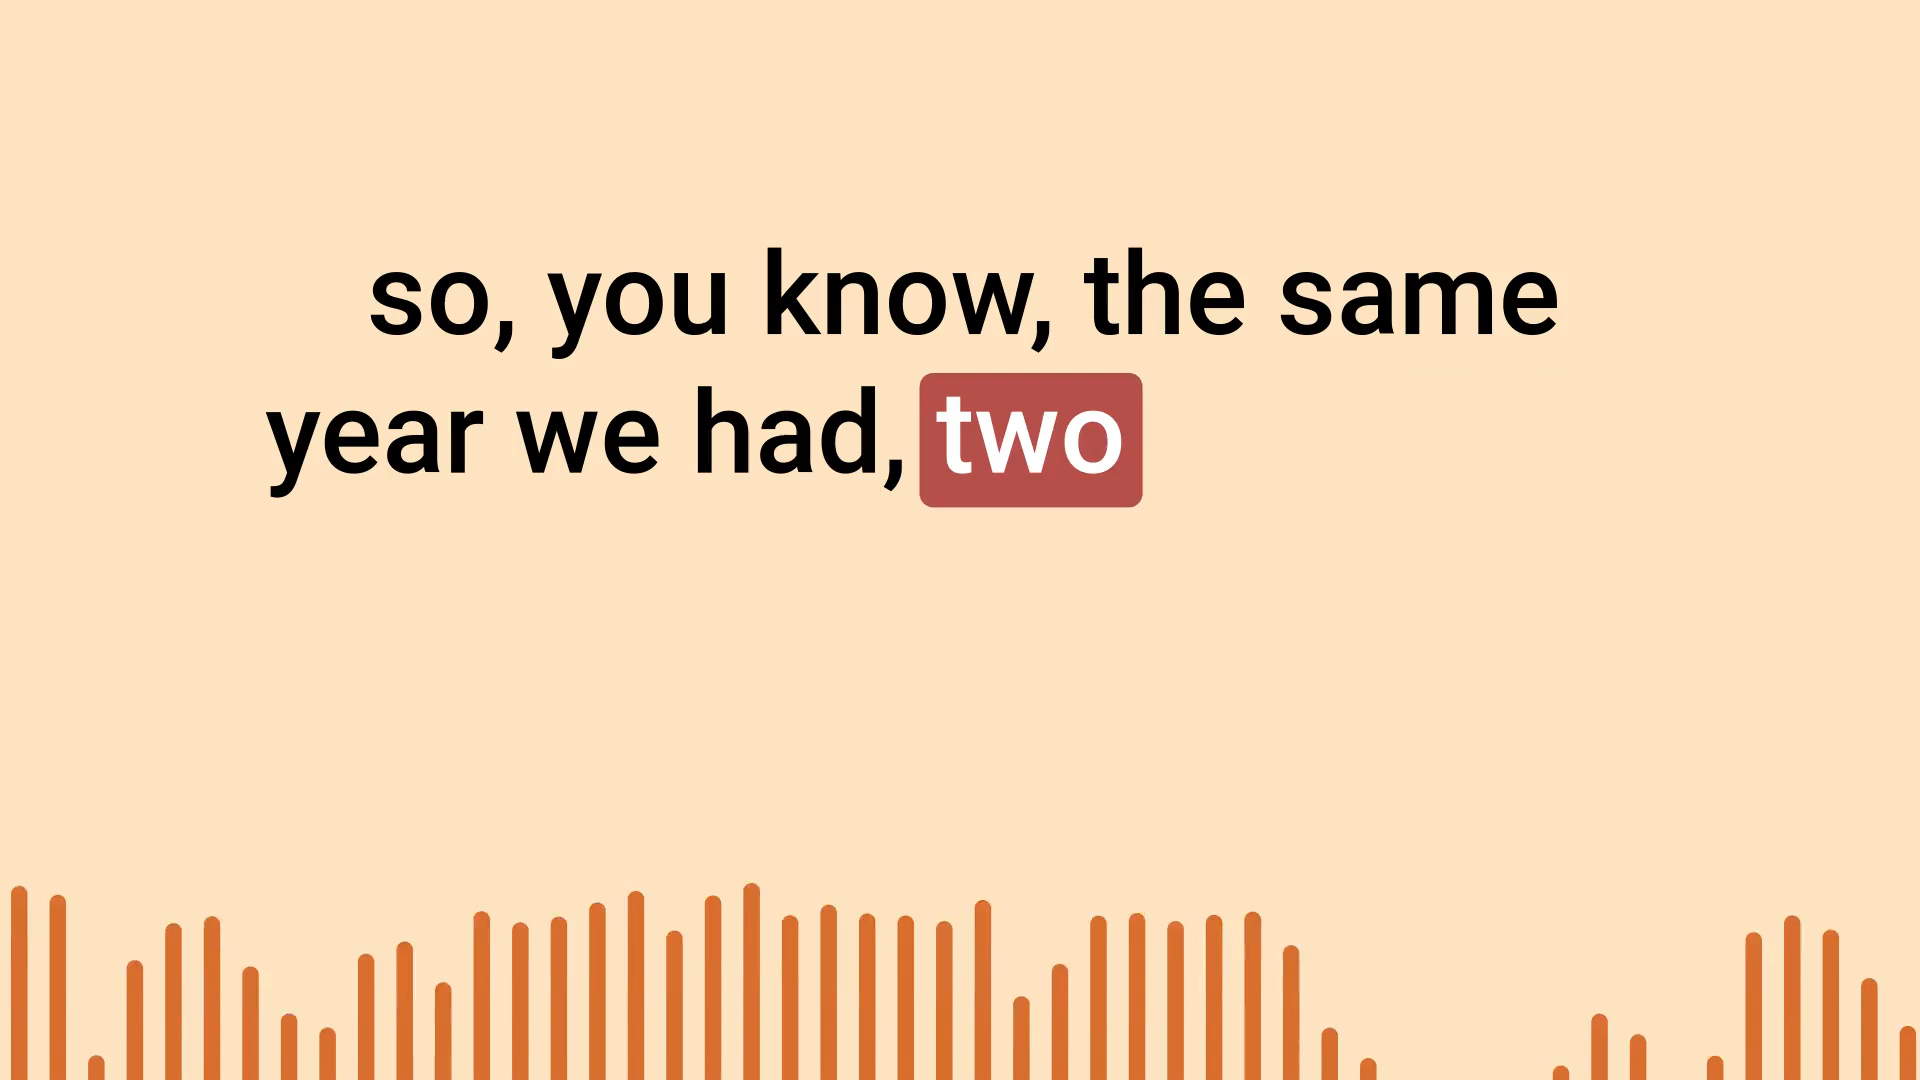 so, you know, the same
year we had, two